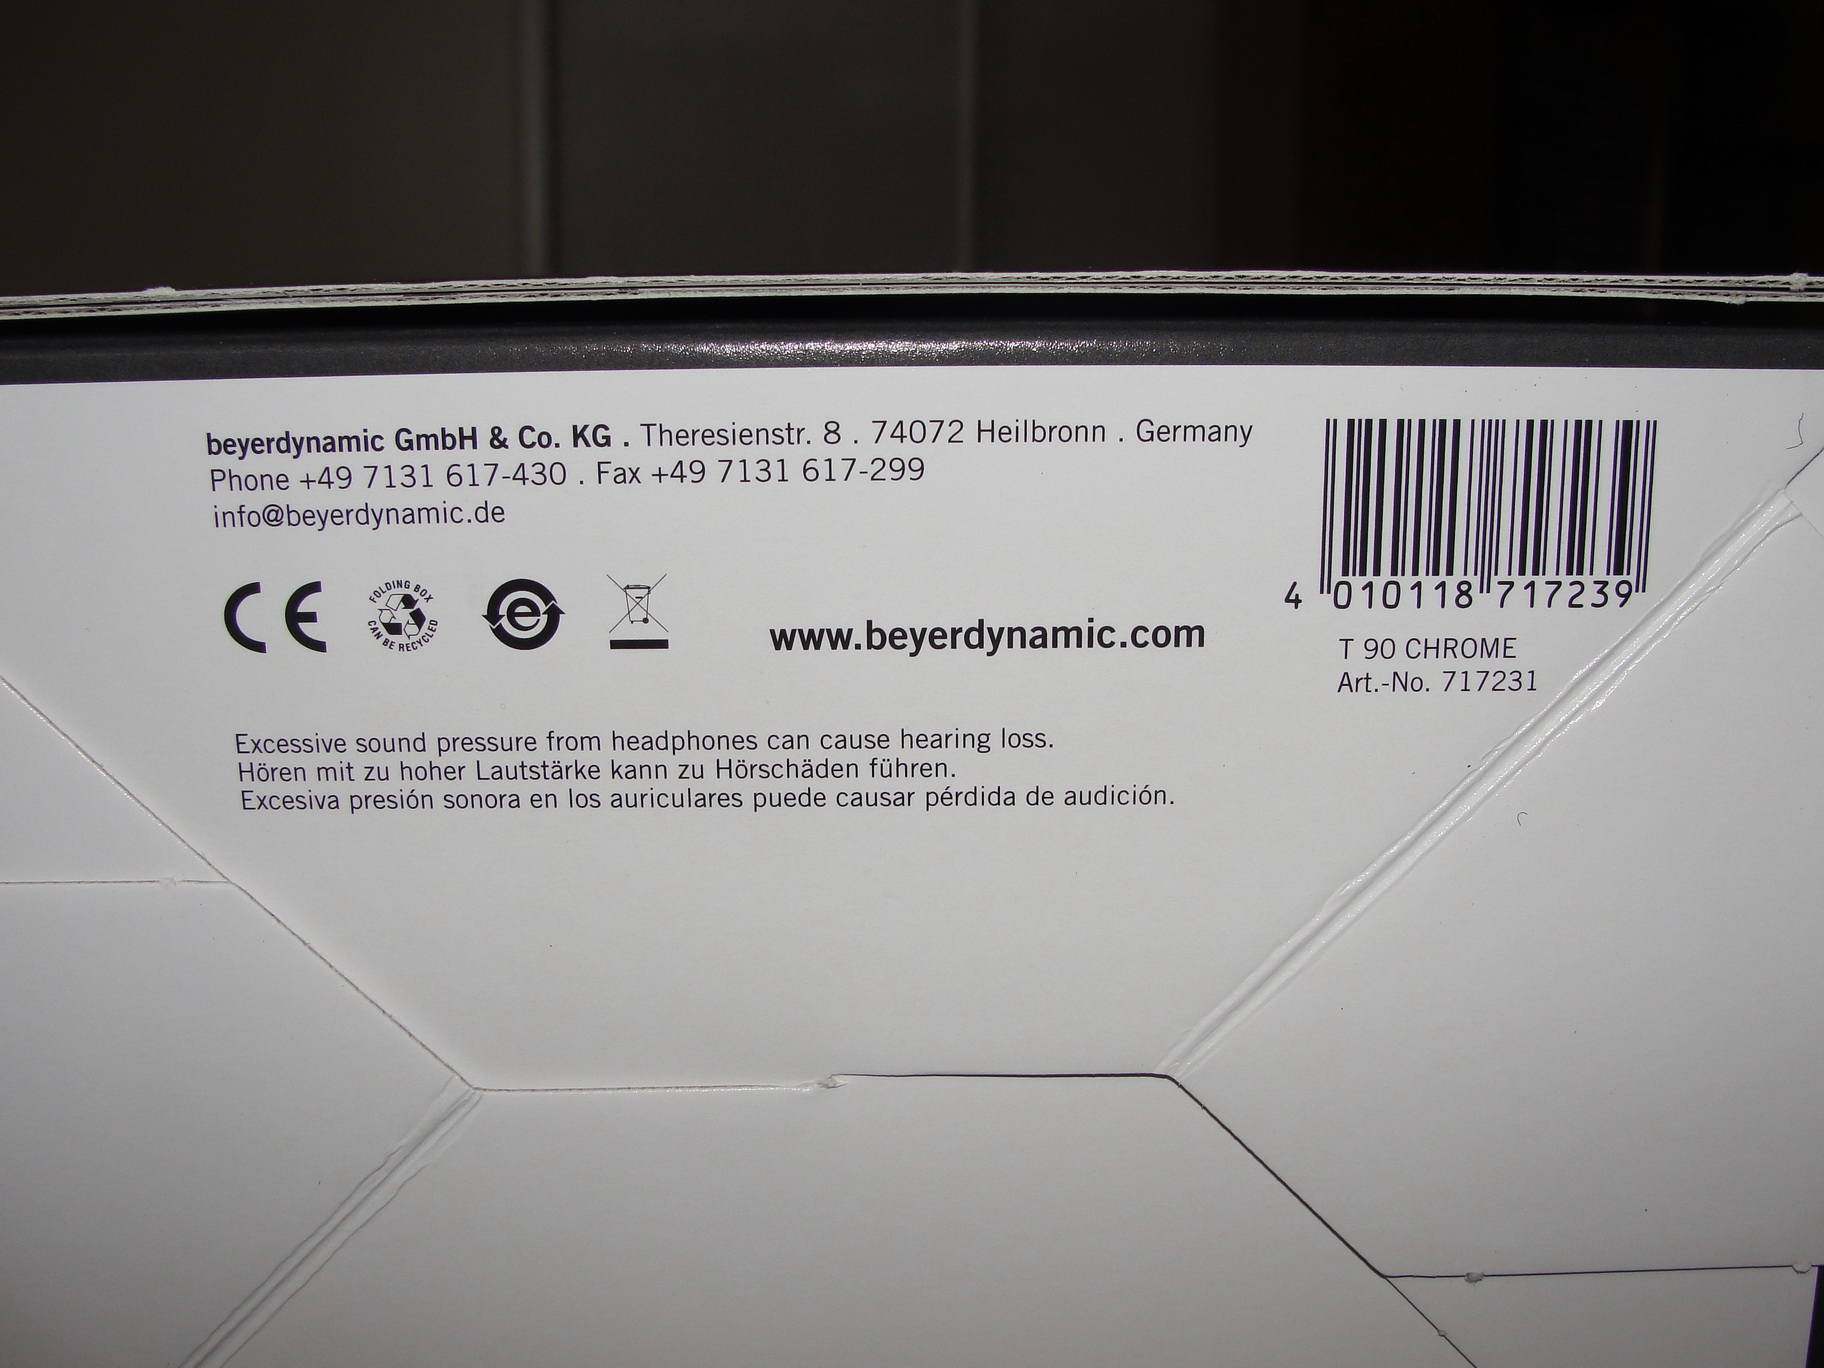 beyerdynamic GmbH & Co. KG . Theresienstr. 8 . 74072 Heilbronn . Germany
Phone +49 7131 617-430 . Fax +49 7131 617-299
info@beyerdynamic.de
CE
FOLDING BOX
CAN BE RECYCLED
e
www.beyerdynamic.com
4 010118 717239
T 90 CHROME
Art.-No. 717231
Excessive sound pressure from headphones can cause hearing loss.
Hören mit zu hoher Lautstärke kann zu Hörschäden führen.
Excesiva presión sonora en los auriculares puede causar pérdida de audición.